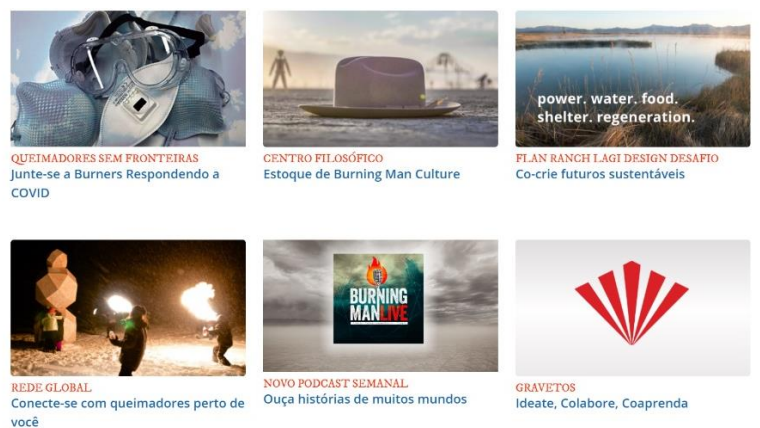 QUEIMADORES SEM FRONTEIRAS
Junte-se a Burners Respondendo a
COVID
CENTRO FILOSÓFICO
Estoque de Burning Man Culture
power. water. food.
shelter. regeneration.
FLAN RANCH LAGI DESIGN DESAFIO
Co-crie futuros sustentáveis
REDE GLOBAL
Conecte-se com queimadores perto de
você
BURNING
MAN LIVE
NOVO PODCAST SEMANAL
Ouça histórias de muitos mundos
GRAVETOS
Ideate, Colabore, Coaprenda